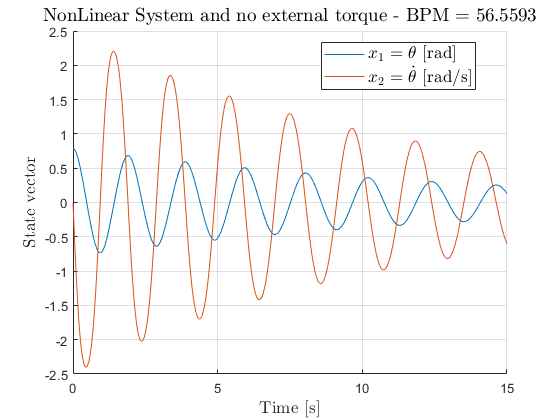 NonLinear System and no external torque - BPM = 56.5593
2.5
2
1.5
1
0.5
0
-0.5
-1
-1.5
-2
-2.5
State vector
x₁ = θ [rad]
x₂ = θ̇ [rad/s]
0 5 10 15
Time [s]